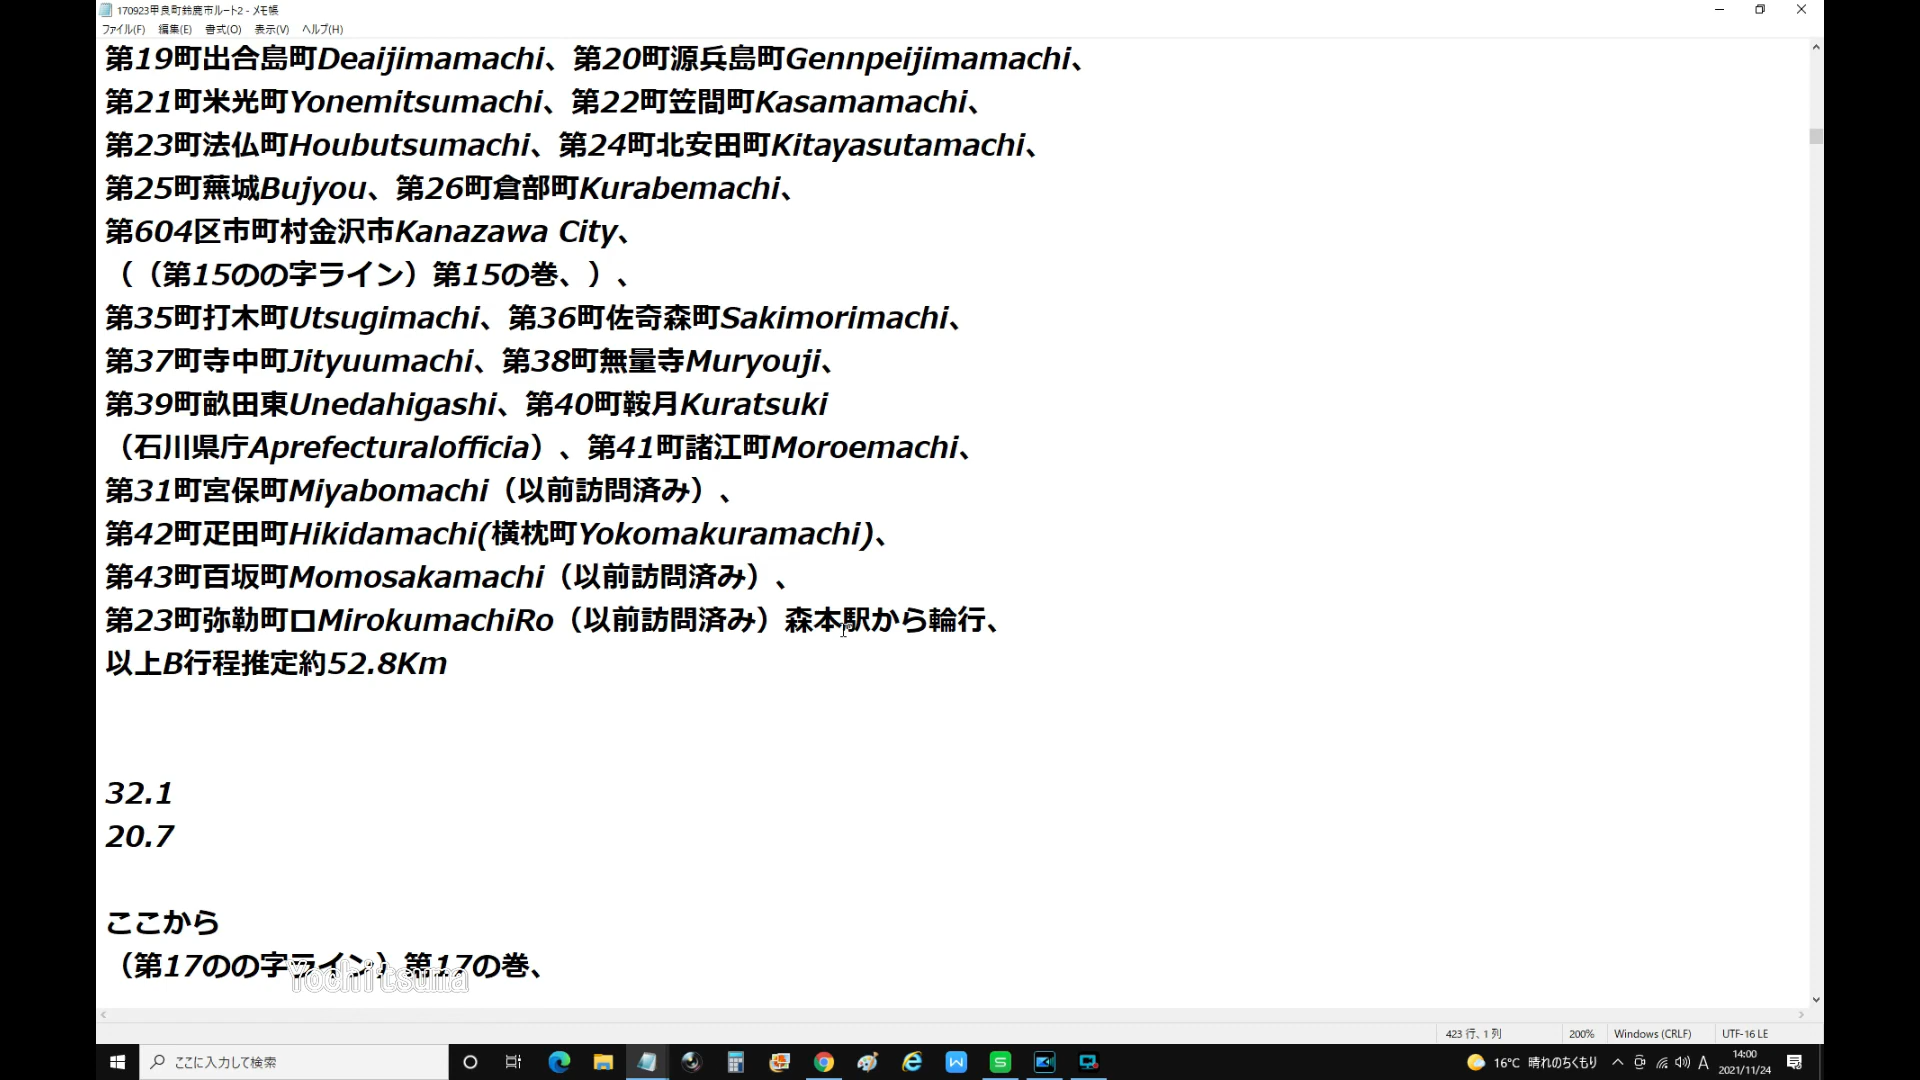 170923甲良町鈴鹿市ルート2 - メモ帳
ファイル(F) 編集(E) 書式(O) 表示(V) ヘルプ(H)
第19町出合島町Deaijimamachi、第20町源兵島町Gennpeijimamachi、
第21町米光町Yonemitsumachi、第22町笠間町Kasamamachi、
第23町法仏町Houbutsumachi、第24町北安田町Kitayasutamachi、
第25町蕪城Bujyou、第26町倉部町Kurabemachi、
第604区市町村金沢市Kanazawa City、
（（第15のの字ライン）第15の巻、）、
第35町打木町Utsugimachi、第36町佐奇森町Sakimorimachi、
第37町寺中町Jityuumachi、第38町無量寺Muryouji、
第39町畝田東Unedahigashi、第40町鞍月Kuratsuki
（石川県庁Aprefecturalofficia）、第41町諸江町Moroemachi、
第31町宮保町Miyabomachi（以前訪問済み）、
第42町疋田町Hikidamachi(横枕町Yokomakuramachi)、
第43町百坂町Momosakamachi（以前訪問済み）、
第23町弥勒町ロMirokumachiRo（以前訪問済み）森本駅から輪行、
以上B行程推定約52.8Km
32.1
20.7
ここから
（第17のの字ライン）第17の巻、
Yochitsuna
423 行、1 列 200% Windows (CRLF) UTF-16 LE
ここに入力して検索
16°C 晴れのちくもり A 14:00
2021/11/24